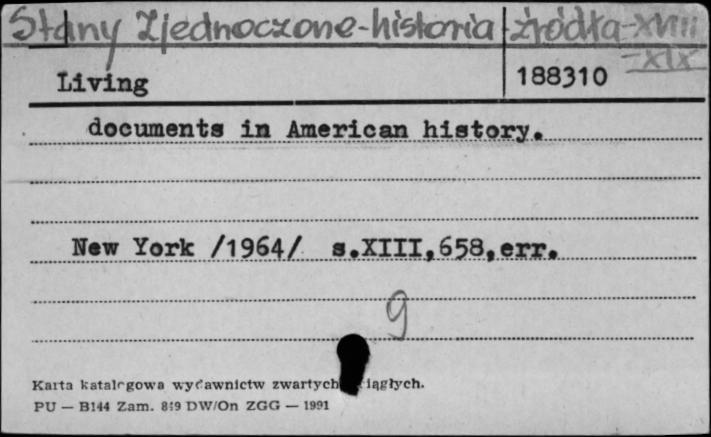 Stany Zjednoczone-historia-źródła-XVIII
-XIX
Living 188310
documents in American history.
New York /1964/ s.XIII,658,err.
9
Karta katalogowa wydawnictw zwartych ciągłych.
PU — B144 Zam. 819 DW/On ZGG — 1991